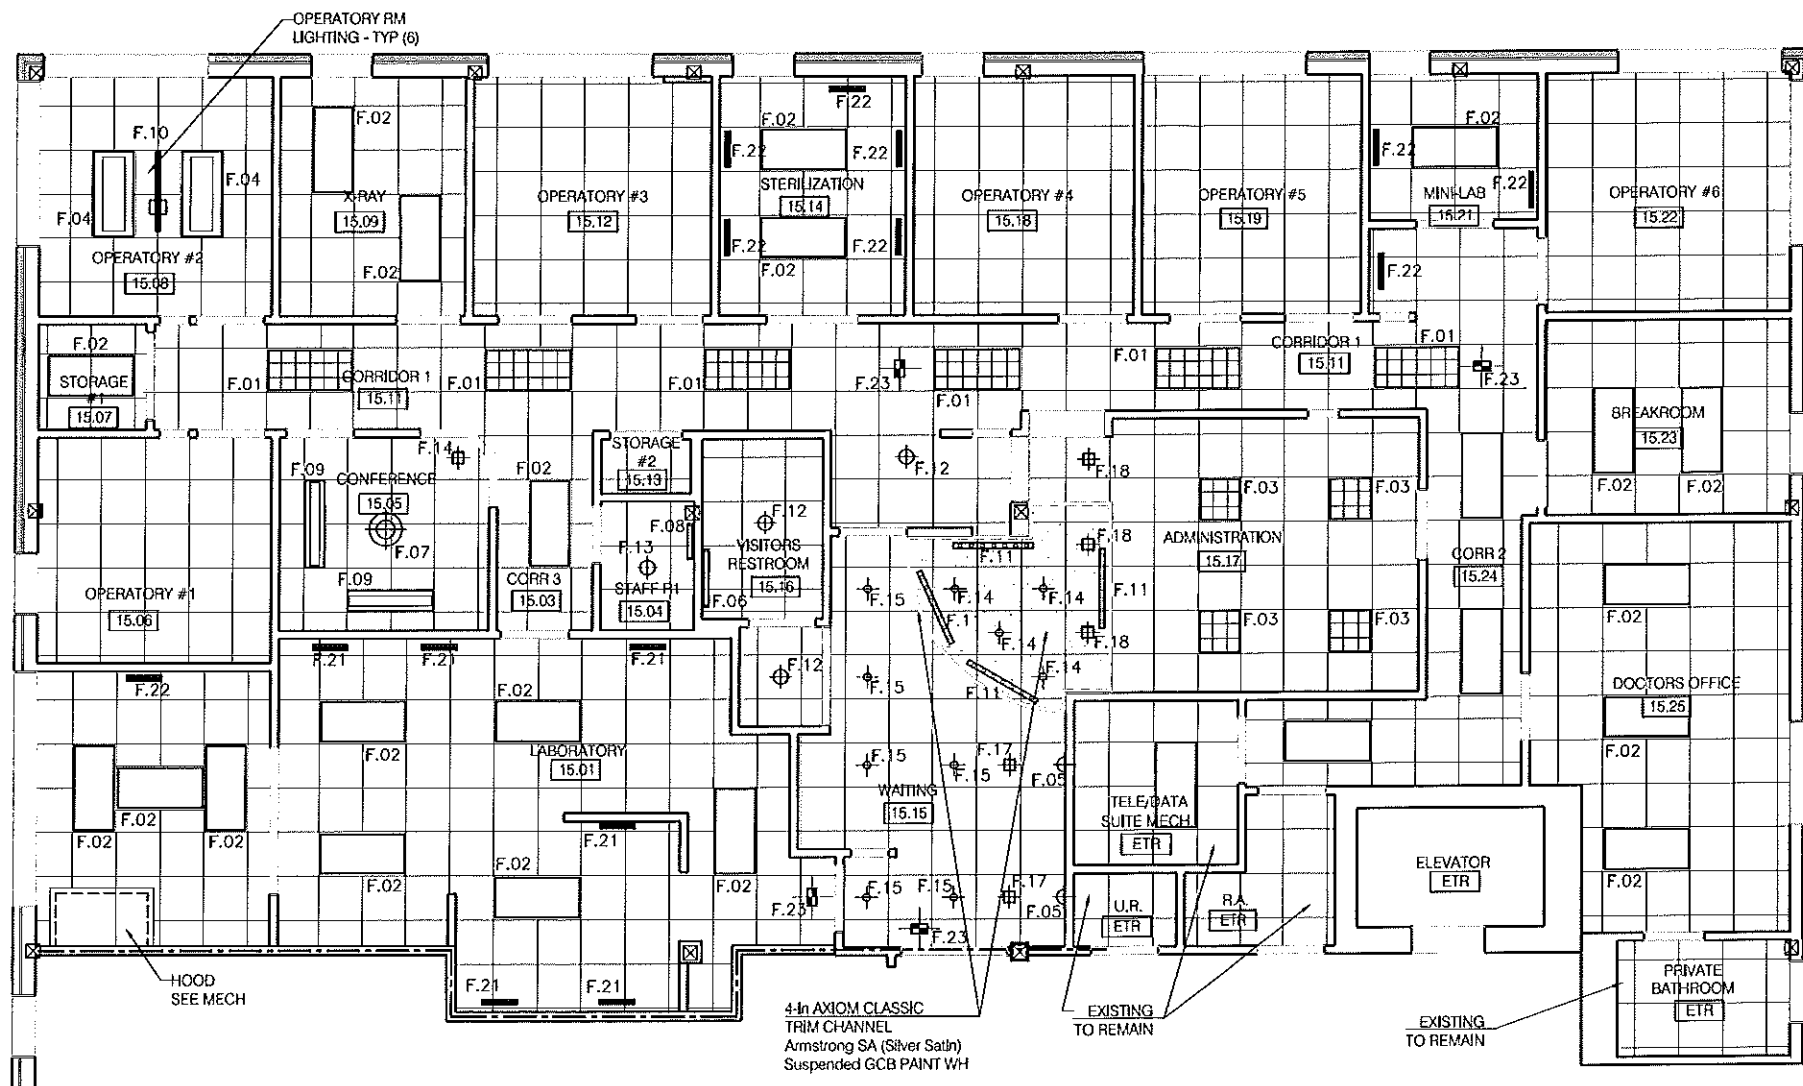 OPERATORY RM
LIGHTING - TYP (6)
F.10
F.04
F.04
OPERATORY #2
15.08
F.02
X-RAY
15.09
F.02
OPERATORY #3
15.12
F.22
F.02
F.22
F.22
STERILIZATION
15.14
F.22
F.22
F.02
OPERATORY #4
15.18
OPERATORY #5
15.19
F.02
F.22
F.22
MINI-LAB
15.21
F.22
OPERATORY #6
15.22
F.02
STORAGE
#1
15.07
F.01
CORRIDOR 1
15.11
F.01
F.01
F.23
F.01
F.01
CORRIDOR 1
15.11
F.01
F.23
BREAKROOM
15.23
F.02
F.02
OPERATORY #1
15.06
F.09
F.14
CONFERENCE
15.05
F.07
F.09
F.02
CORR 3
15.03
STORAGE
#2
15.13
F.08
F.13
STAFF R1
15.04
F.12
VISITORS
RESTROOM
15.16
F.06
F.12
F.12
F.18
F.11
F.18
F.15
F.14
F.14
F.11
F.1
F.14
F.18
F.15
F.14
F.11
F.03
F.03
ADMINISTRATION
15.17
F.03
F.03
CORR 2
15.24
F.02
DOCTORS OFFICE
15.25
F.02
F.02
F.21
F.21
F.21
F.22
F.02
F.02
LABORATORY
15.01
F.02
F.02
F.02
F.21
F.02
F.02
F.02
F.23
F.21
F.21
F.15
F.15
F.17
F.05
WAITING
15.15
F.15
F.15
F.17
F.05
F.23
TELE/DATA
SUITE MECH
ETR
U.R.
ETR
R.A.
ETR
ELEVATOR
ETR
PRIVATE
BATHROOM
ETR
HOOD
SEE MECH
4-In AXIOM CLASSIC
TRIM CHANNEL
Armstrong SA (Silver Satin)
Suspended GCB PAINT WH
EXISTING
TO REMAIN
EXISTING
TO REMAIN